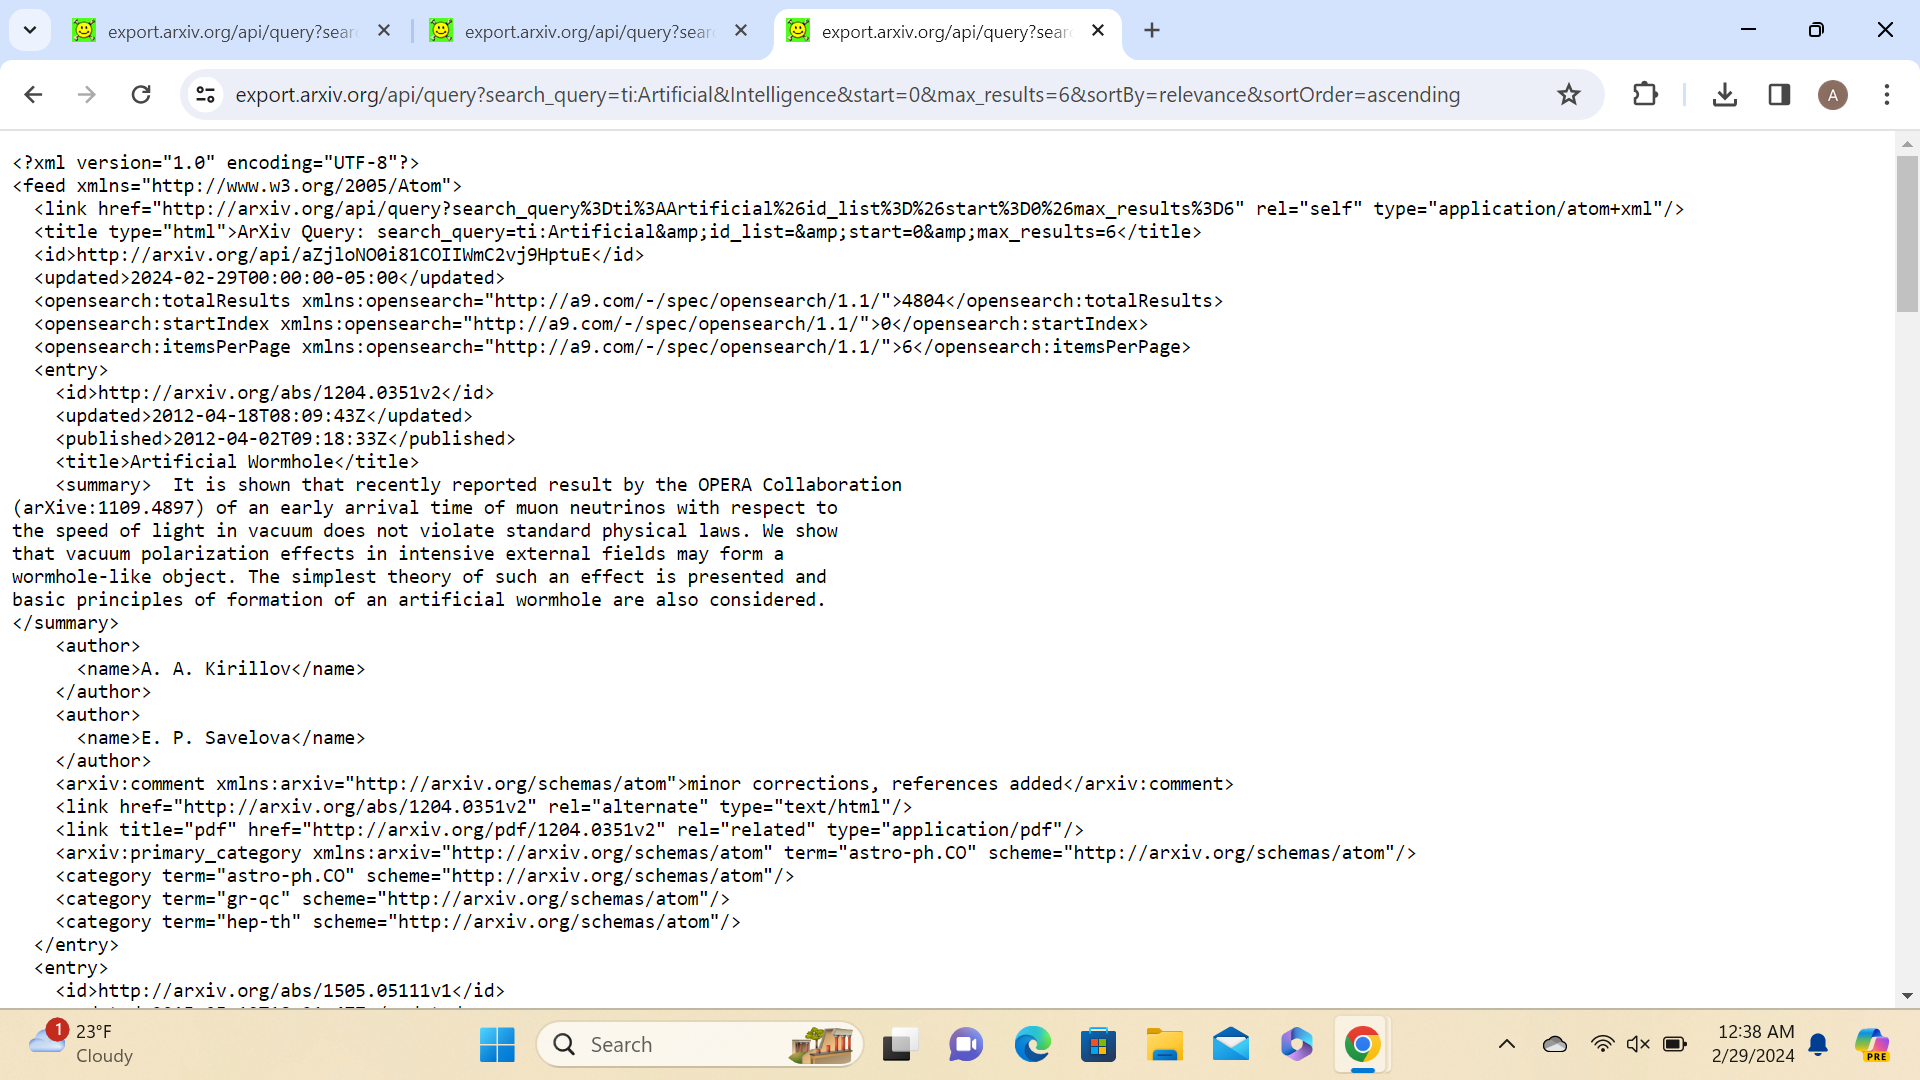 export.arxiv.org/api/query?sear
export.arxiv.org/api/query?sear
export.arxiv.org/api/query?sear
export.arxiv.org/api/query?search_query=ti:Artificial&Intelligence&start=0&max_results=6&sortBy=relevance&sortOrder=ascending
A
<?xml version="1.0" encoding="UTF-8"?>
<feed xmlns="http://www.w3.org/2005/Atom">
<link href="http://arxiv.org/api/query?search_query%3Dti%3AArtificial%26id_list%3D%26start%3D0%26max_results%3D6" rel="self" type="application/atom+xml"/>
<title type="html">ArXiv Query: search_query=ti:Artificial&amp;id_list=&amp;start=0&amp;max_results=6</title>
<id>http://arxiv.org/api/aZjloNO0i81COIIWmC2vj9HptuE</id>
<updated>2024-02-29T00:00:00-05:00</updated>
<opensearch:totalResults xmlns:opensearch="http://a9.com/-/spec/opensearch/1.1/">4804</opensearch:totalResults>
<opensearch:startIndex xmlns:opensearch="http://a9.com/-/spec/opensearch/1.1/">0</opensearch:startIndex>
<opensearch:itemsPerPage xmlns:opensearch="http://a9.com/-/spec/opensearch/1.1/">6</opensearch:itemsPerPage>
<entry>
<id>http://arxiv.org/abs/1204.0351v2</id>
<updated>2012-04-18T08:09:43Z</updated>
<published>2012-04-02T09:18:33Z</published>
<title>Artificial Wormhole</title>
<summary>  It is shown that recently reported result by the OPERA Collaboration
(arXive:1109.4897) of an early arrival time of muon neutrinos with respect to
the speed of light in vacuum does not violate standard physical laws. We show
that vacuum polarization effects in intensive external fields may form a
wormhole-like object. The simplest theory of such an effect is presented and
basic principles of formation of an artificial wormhole are also considered.
</summary>
<author>
<name>A. A. Kirillov</name>
</author>
<author>
<name>E. P. Savelova</name>
</author>
<arxiv:comment xmlns:arxiv="http://arxiv.org/schemas/atom">minor corrections, references added</arxiv:comment>
<link href="http://arxiv.org/abs/1204.0351v2" rel="alternate" type="text/html"/>
<link title="pdf" href="http://arxiv.org/pdf/1204.0351v2" rel="related" type="application/pdf"/>
<arxiv:primary_category xmlns:arxiv="http://arxiv.org/schemas/atom" term="astro-ph.CO" scheme="http://arxiv.org/schemas/atom"/>
<category term="astro-ph.CO" scheme="http://arxiv.org/schemas/atom"/>
<category term="gr-qc" scheme="http://arxiv.org/schemas/atom"/>
<category term="hep-th" scheme="http://arxiv.org/schemas/atom"/>
</entry>
<entry>
<id>http://arxiv.org/abs/1505.05111v1</id>
1
23°F
Cloudy
Search
12:38 AM
2/29/2024
PRE